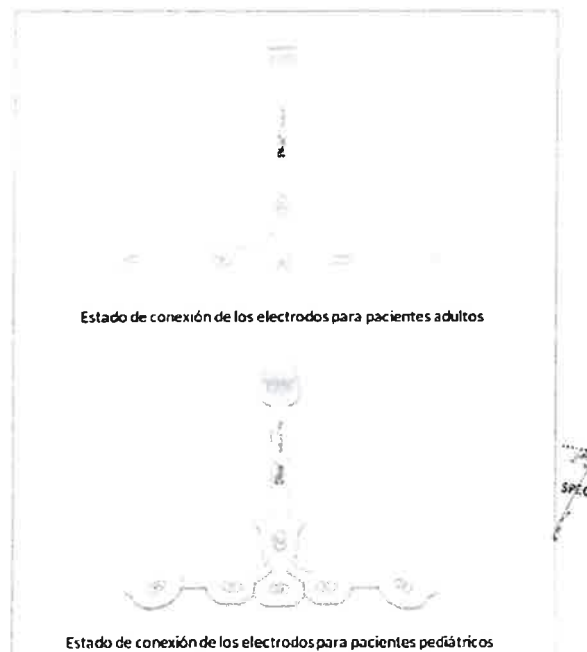 Estado de conexión de los electrodos para pacientes adultos
Estado de conexión de los electrodos para pacientes pediátricos